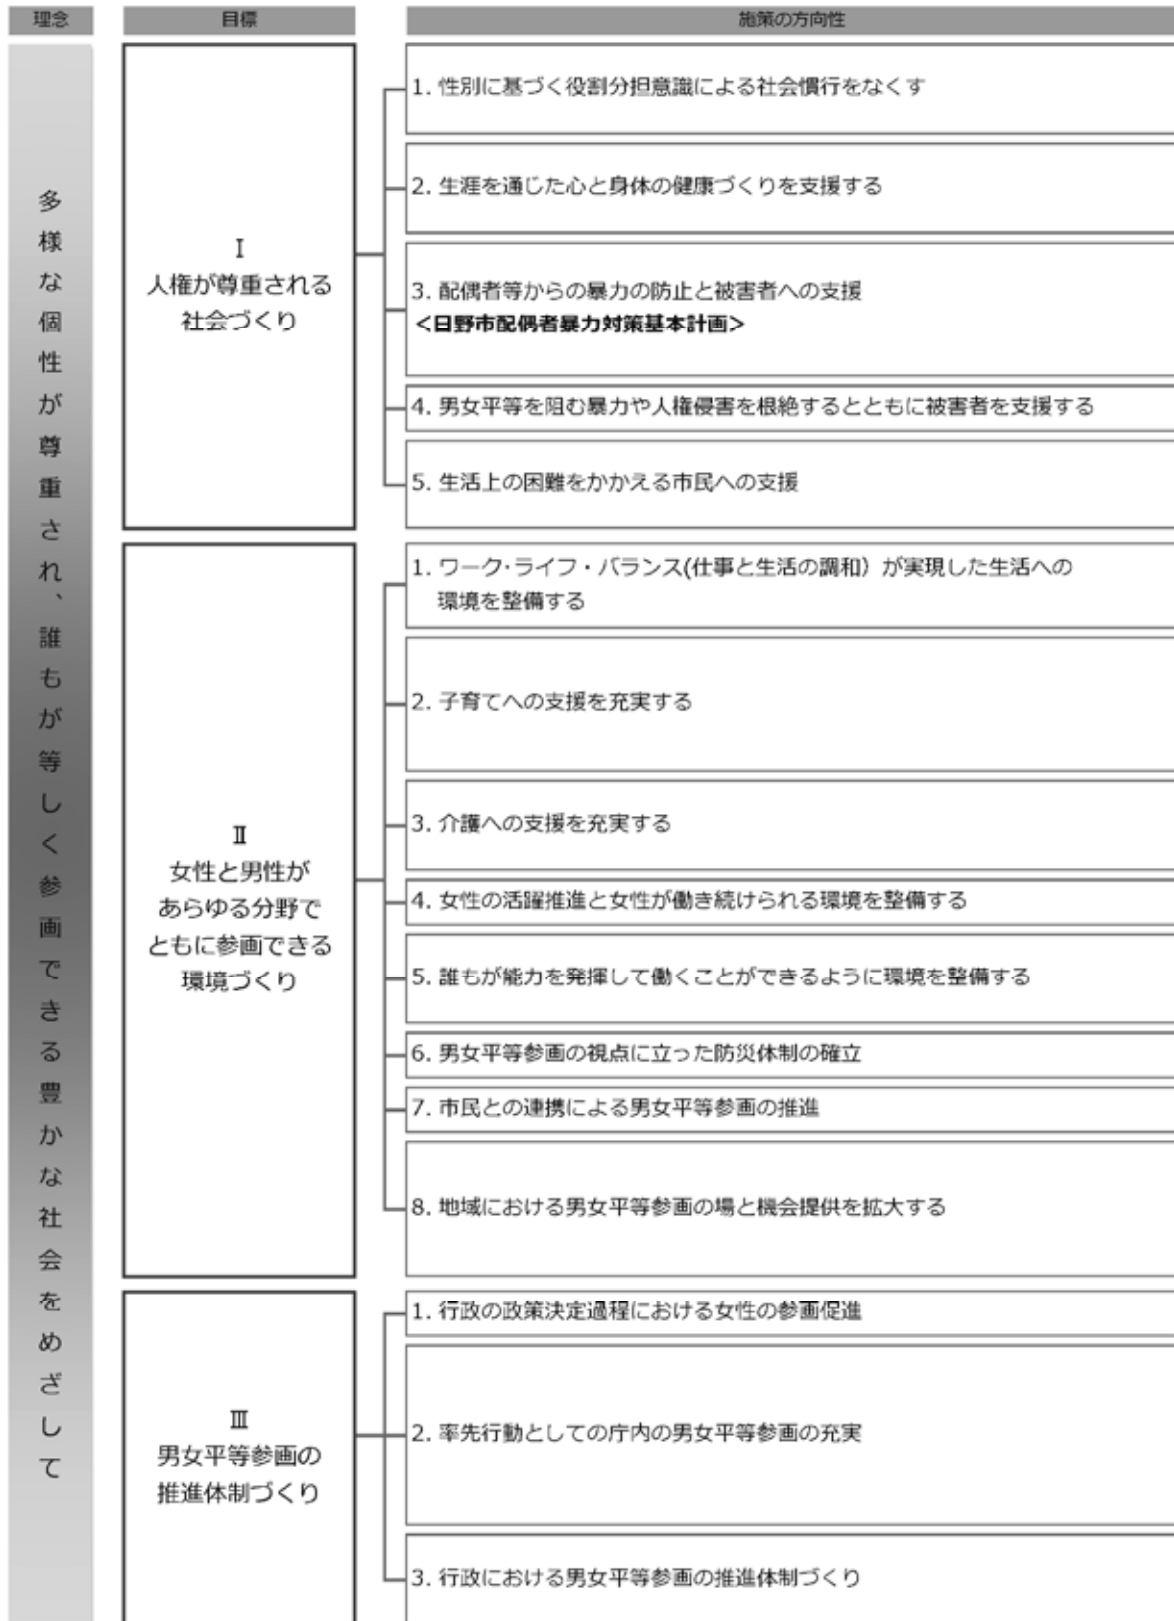 理念
目標
施策の方向性
多様な個性が尊重され、誰もが等しく参画できる豊かな社会をめざして
Ⅰ
人権が尊重される
社会づくり
1. 性別に基づく役割分担意識による社会慣行をなくす
2. 生涯を通じた心と身体の健康づくりを支援する
3. 配偶者等からの暴力の防止と被害者への支援
<日野市配偶者暴力対策基本計画>
4. 男女平等を阻む暴力や人権侵害を根絶するとともに被害者を支援する
5. 生活上の困難をかかえる市民への支援
Ⅱ
女性と男性が
あらゆる分野で
ともに参画できる
環境づくり
1. ワーク・ライフ・バランス(仕事と生活の調和）が実現した生活への
環境を整備する
2. 子育てへの支援を充実する
3. 介護への支援を充実する
4. 女性の活躍推進と女性が働き続けられる環境を整備する
5. 誰もが能力を発揮して働くことができるように環境を整備する
6. 男女平等参画の視点に立った防災体制の確立
7. 市民との連携による男女平等参画の推進
8. 地域における男女平等参画の場と機会提供を拡大する
Ⅲ
男女平等参画の
推進体制づくり
1. 行政の政策決定過程における女性の参画促進
2. 率先行動としての庁内の男女平等参画の充実
3. 行政における男女平等参画の推進体制づくり